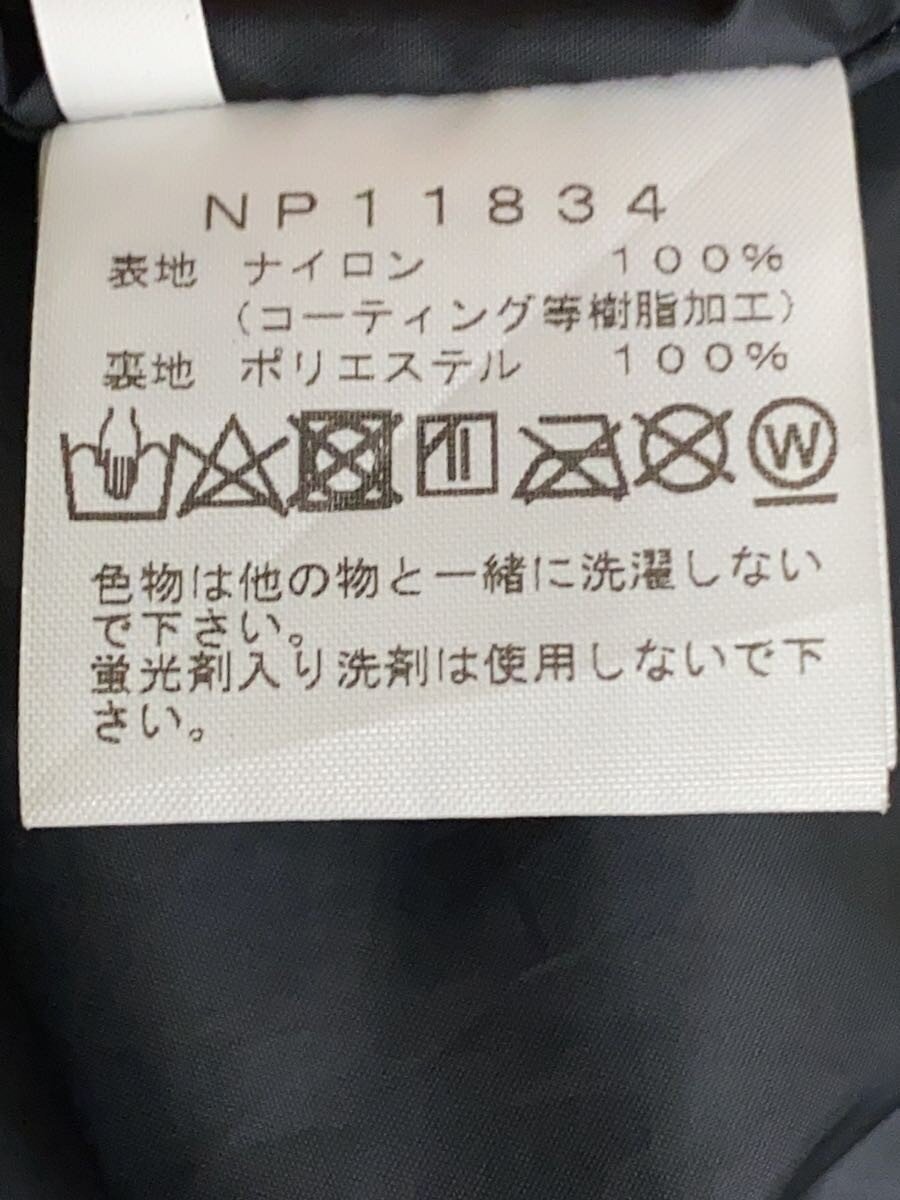 NP11834
表地 ナイロン 100%
(コーティング等樹脂加工)
裏地 ポリエステル 100%
W
色物は他の物と一緒に洗濯しない
で下さい。
蛍光剤入り洗剤は使用しないで下
さい。